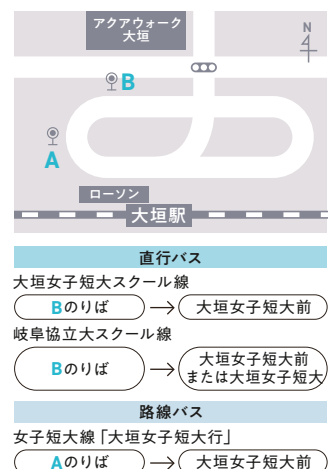 アクアウォーク
大垣
N
B
A
ローソン
大垣駅
直行バス
大垣女子短大スクール線
Bのりば → 大垣女子短大前
岐阜協立大スクール線
Bのりば → 大垣女子短大前
または大垣女子短大
路線バス
女子短大線「大垣女子短大行」
Aのりば → 大垣女子短大前